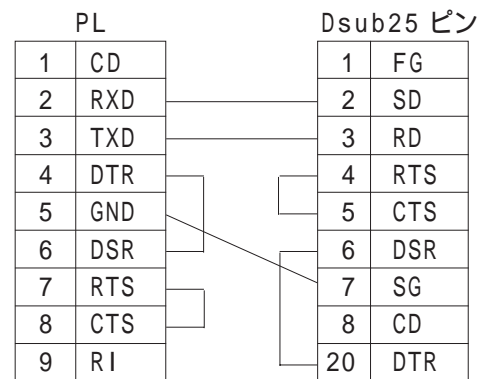 PL Dsub25 ピン
1 CD 1 FG
2 RXD 2 SD
3 TXD 3 RD
4 DTR 4 RTS
5 GND 5 CTS
6 DSR 6 DSR
7 RTS 7 SG
8 CTS 8 CD
9 RI 20 DTR